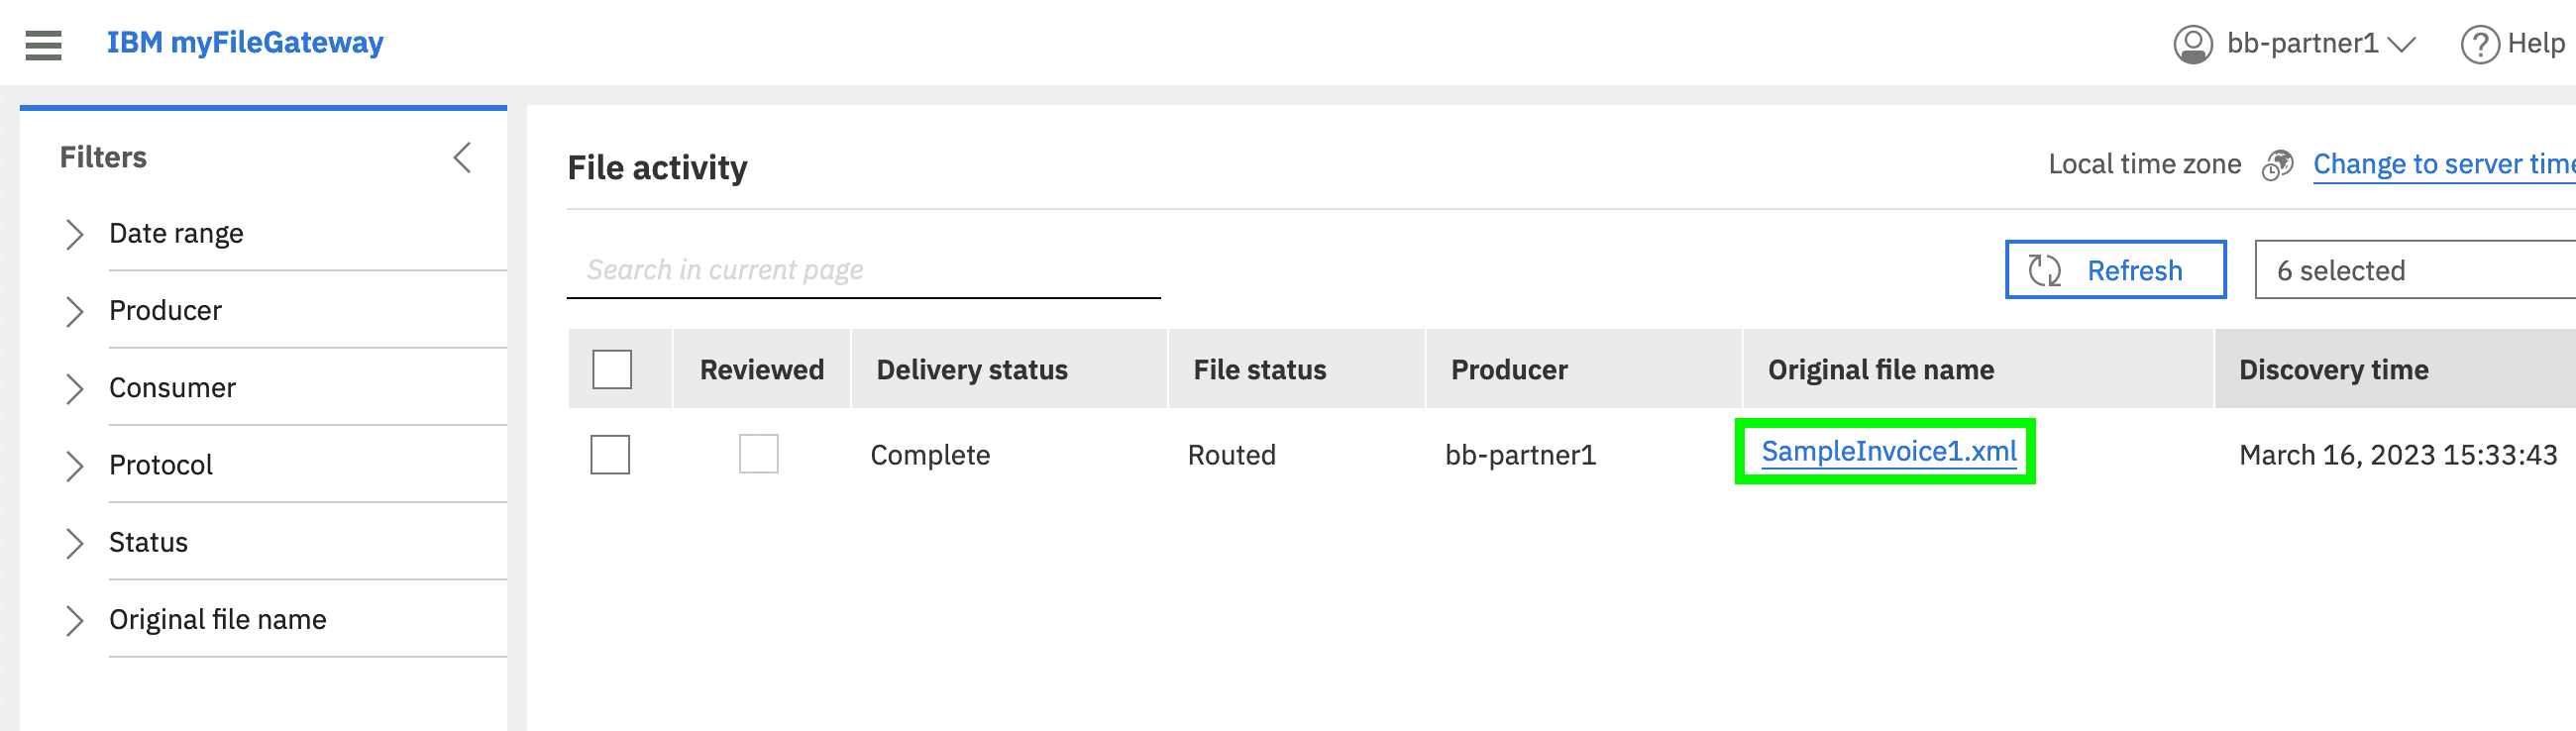 IBM myFileGateway
bb-partner1
Help
Filters
Date range
Producer
Consumer
Protocol
Status
Original file name
File activity
Local time zone
Change to server time
Search in current page
Refresh
6 selected
Reviewed Delivery status File status Producer Original file name Discovery time
Complete Routed bb-partner1 SampleInvoice1.xml March 16, 2023 15:33:43